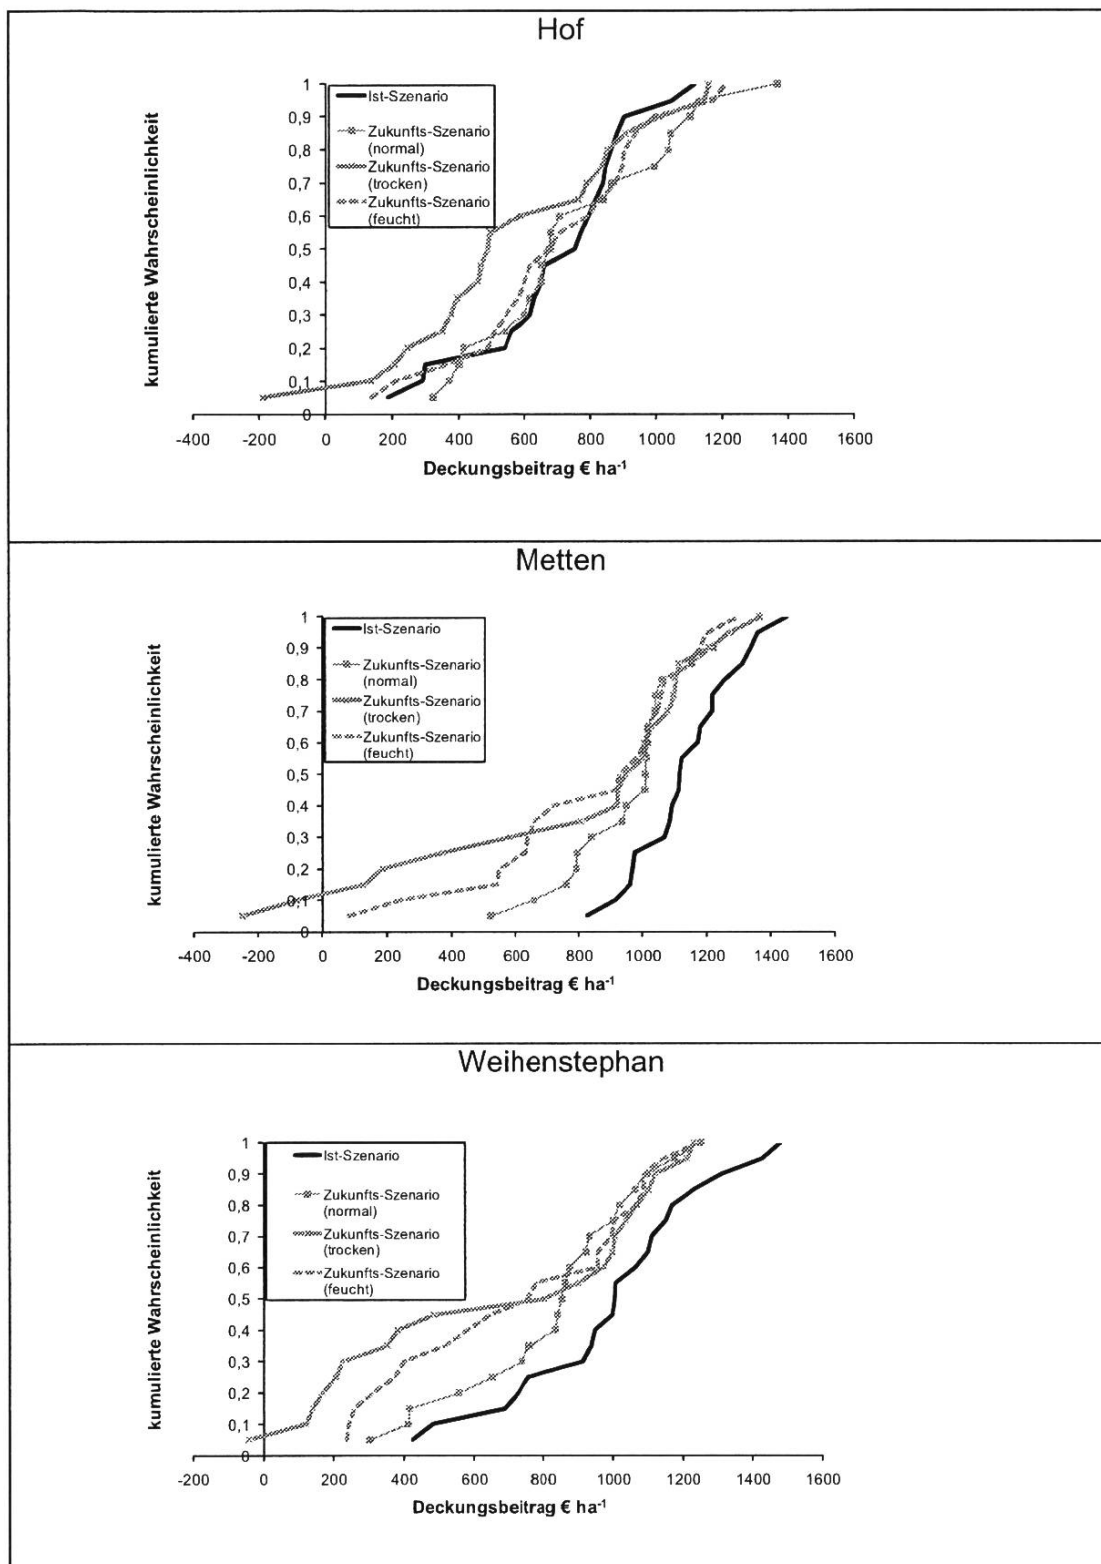 Hof
kumulierte Wahrscheinlichkeit
1
0,9
0,8
0,7
0,6
0,5
0,4
0,3
0,2
0,1
0
Ist-Szenario
Zukunfts-Szenario
(normal)
Zukunfts-Szenario
(trocken)
Zukunfts-Szenario
(feucht)
-400 -200 0 200 400 600 800 1000 1200 1400 1600
Deckungsbeitrag € ha-1
Metten
kumulierte Wahrscheinlichkeit
1
0,9
0,8
0,7
0,6
0,5
0,4
0,3
0,2
0,1
0
Ist-Szenario
Zukunfts-Szenario
(normal)
Zukunfts-Szenario
(trocken)
Zukunfts-Szenario
(feucht)
-400 -200 0 200 400 600 800 1000 1200 1400 1600
Deckungsbeitrag € ha-1
Weihenstephan
kumulierte Wahrscheinlichkeit
1
0,9
0,8
0,7
0,6
0,5
0,4
0,3
0,2
0,1
0
Ist-Szenario
Zukunfts-Szenario
(normal)
Zukunfts-Szenario
(trocken)
Zukunfts-Szenario
(feucht)
-200 0 200 400 600 800 1000 1200 1400 1600
Deckungsbeitrag € ha-1